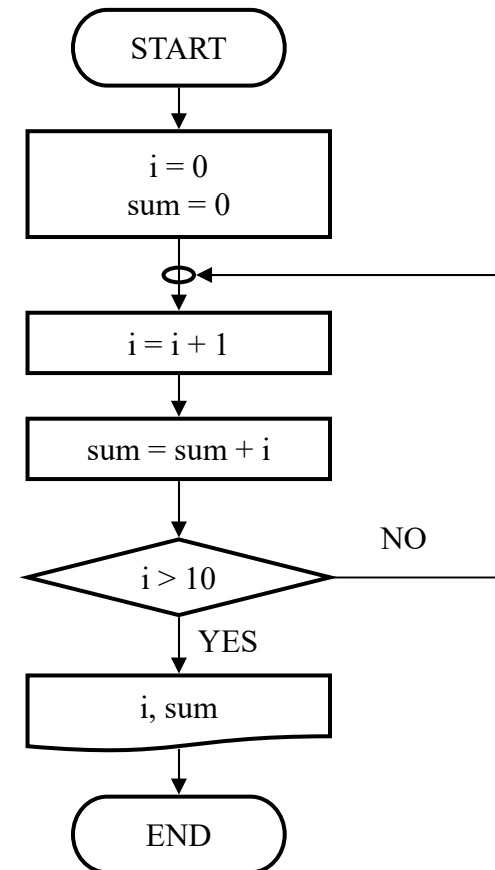 START
i = 0
sum = 0
i = i + 1
sum = sum + i
NO
i > 10
YES
i, sum
END